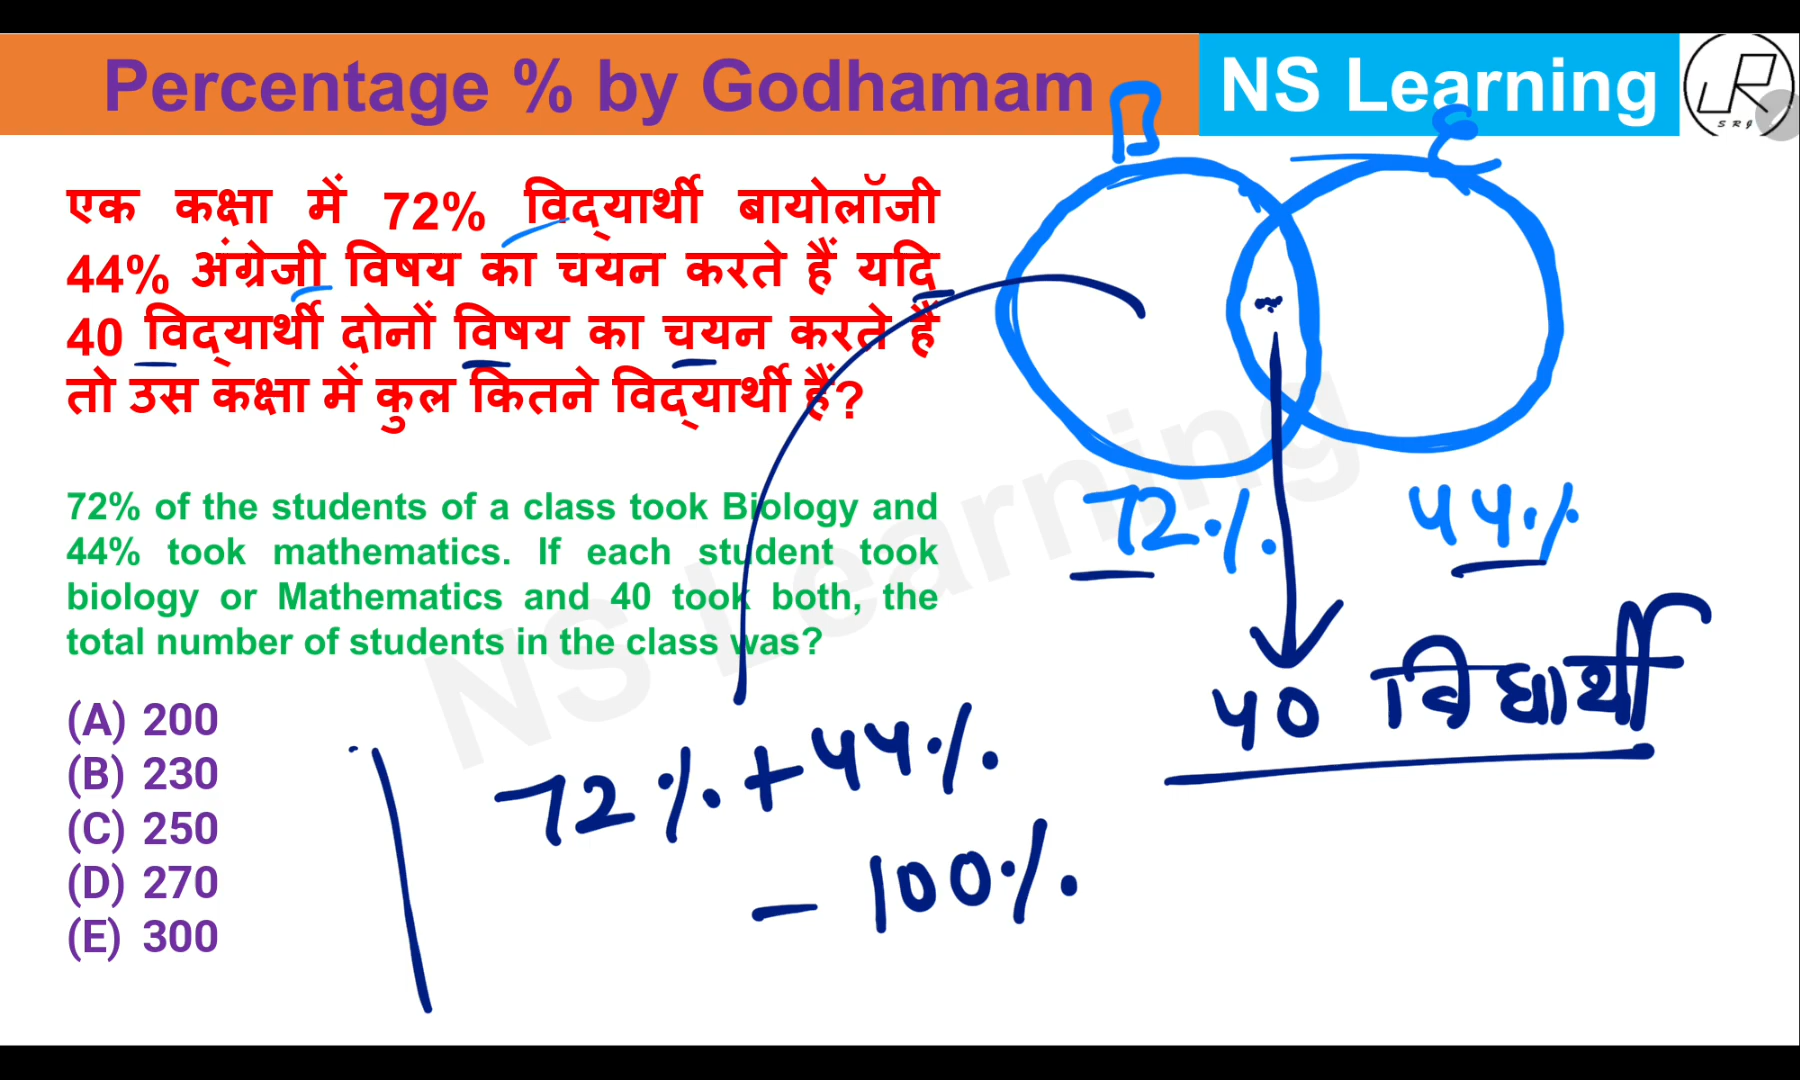 Percentage % by Godhamam
NS Learning
SRJ
B
E
एक कक्षा में 72% विद्यार्थी बायोलॉजी
44% अंग्रेजी विषय का चयन करते हैं यदि
40 विद्यार्थी दोनों विषय का चयन करते हैं
तो उस कक्षा में कुल कितने विद्यार्थी हैं?
72% of the students of a class took Biology and
44% took mathematics. If each student took
biology or Mathematics and 40 took both, the
total number of students in the class was?
72%
44%
40 विद्यार्थी
(A) 200
(B) 230
(C) 250
(D) 270
(E) 300
72% + 44%
- 100%
NS Learning